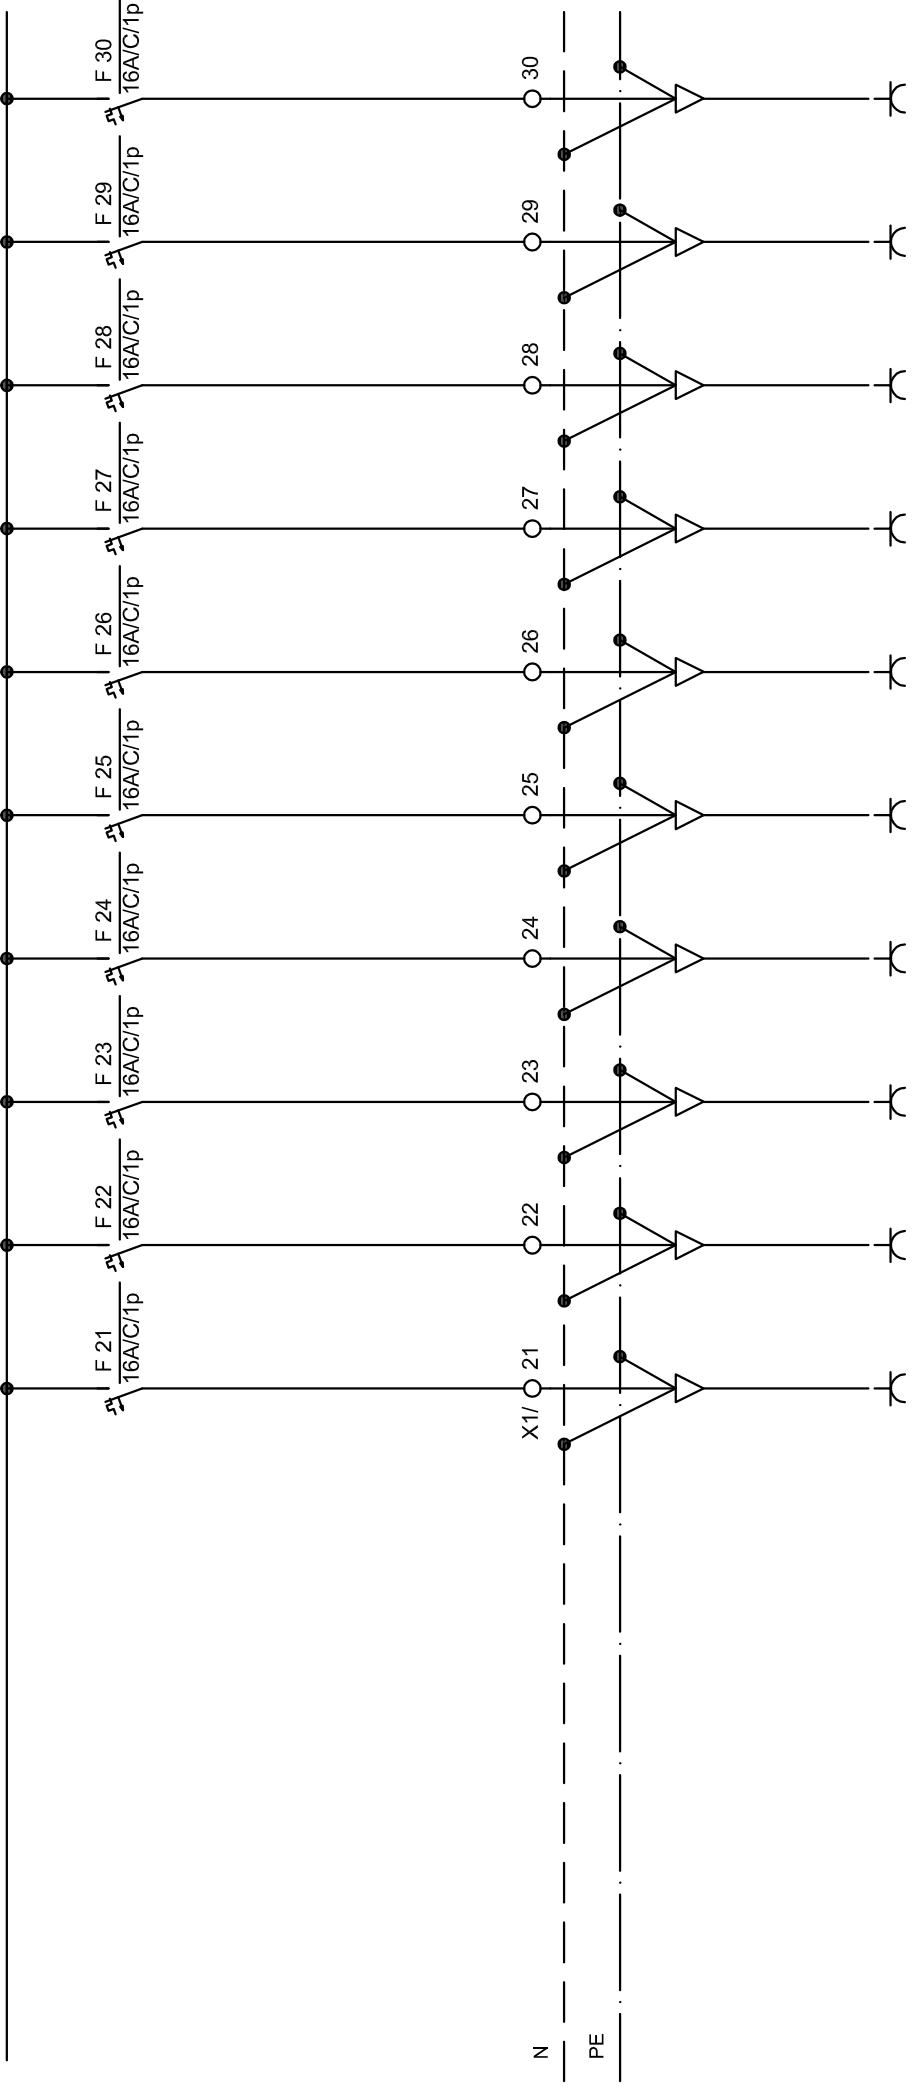 F 21
16A/C/1p
F 22
16A/C/1p
F 23
16A/C/1p
F 24
16A/C/1p
F 25
16A/C/1p
F 26
16A/C/1p
F 27
16A/C/1p
F 28
16A/C/1p
F 29
16A/C/1p
F 30
16A/C/1p
X1/ 21
22
23
24
25
26
27
28
29
30
N
PE